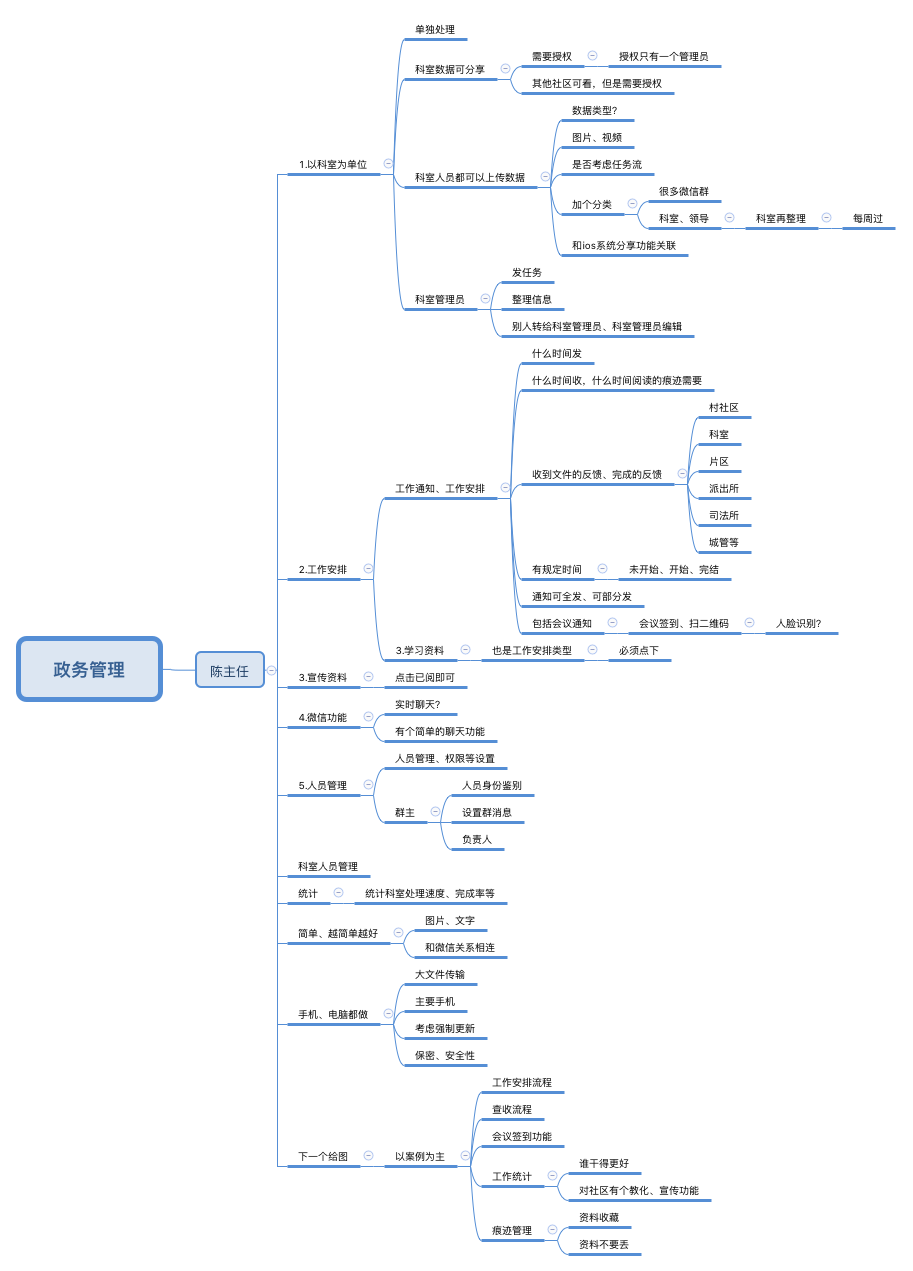 政务管理
陈主任
1.以科室为单位
单独处理
科室数据可分享
需要授权
授权只有一个管理员
其他社区可看，但是需要授权
科室人员都可以上传数据
数据类型?
图片、视频
是否考虑任务流
加个分类
很多微信群
科室、领导
科室再整理
每周过
和ios系统分享功能关联
科室管理员
发任务
整理信息
别人转给科室管理员、科室管理员编辑
2.工作安排
工作通知、工作安排
什么时间发
什么时间收，什么时间阅读的痕迹需要
收到文件的反馈、完成的反馈
村社区
科室
片区
派出所
司法所
城管等
有规定时间
未开始、开始、完结
通知可全发、可部分发
包括会议通知
会议签到、扫二维码
人脸识别?
3.学习资料
也是工作安排类型
必须点下
3.宣传资料
点击已阅即可
4.微信功能
实时聊天?
有个简单的聊天功能
5.人员管理
人员管理、权限等设置
群主
人员身份鉴别
设置群消息
负责人
科室人员管理
统计
统计科室处理速度、完成率等
简单、越简单越好
图片、文字
和微信关系相连
手机、电脑都做
大文件传输
主要手机
考虑强制更新
保密、安全性
下一个给图
以案例为主
工作安排流程
查收流程
会议签到功能
工作统计
谁干得更好
对社区有个教化、宣传功能
痕迹管理
资料收藏
资料不要丢